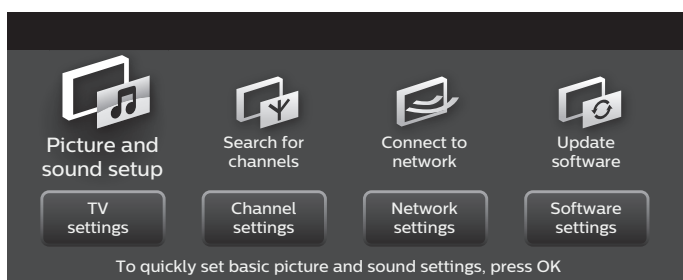 Picture and
sound setup
Search for
channels
Connect to
network
Update
software
TV
settings
Channel
settings
Network
settings
Software
settings
To quickly set basic picture and sound settings, press OK